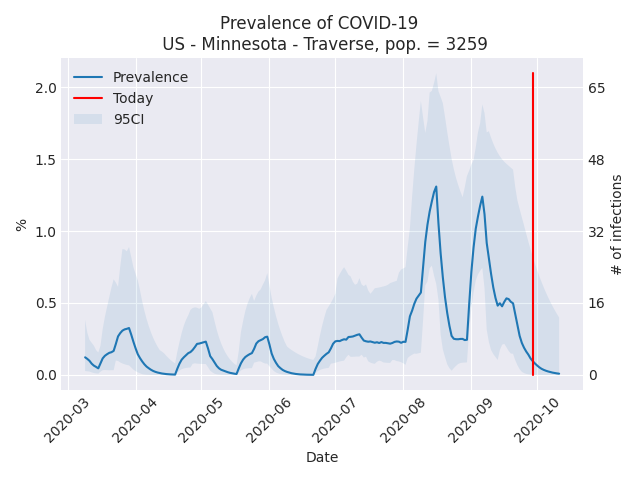 Prevalence of COVID-19
US - Minnesota - Traverse, pop. = 3259
Prevalence
Today
95CI
2.0
1.5
1.0
0.5
0.0
%
65
48
32
16
0
# of infections
2020-03
2020-04
2020-05
2020-06
2020-07
2020-08
2020-09
2020-10
Date